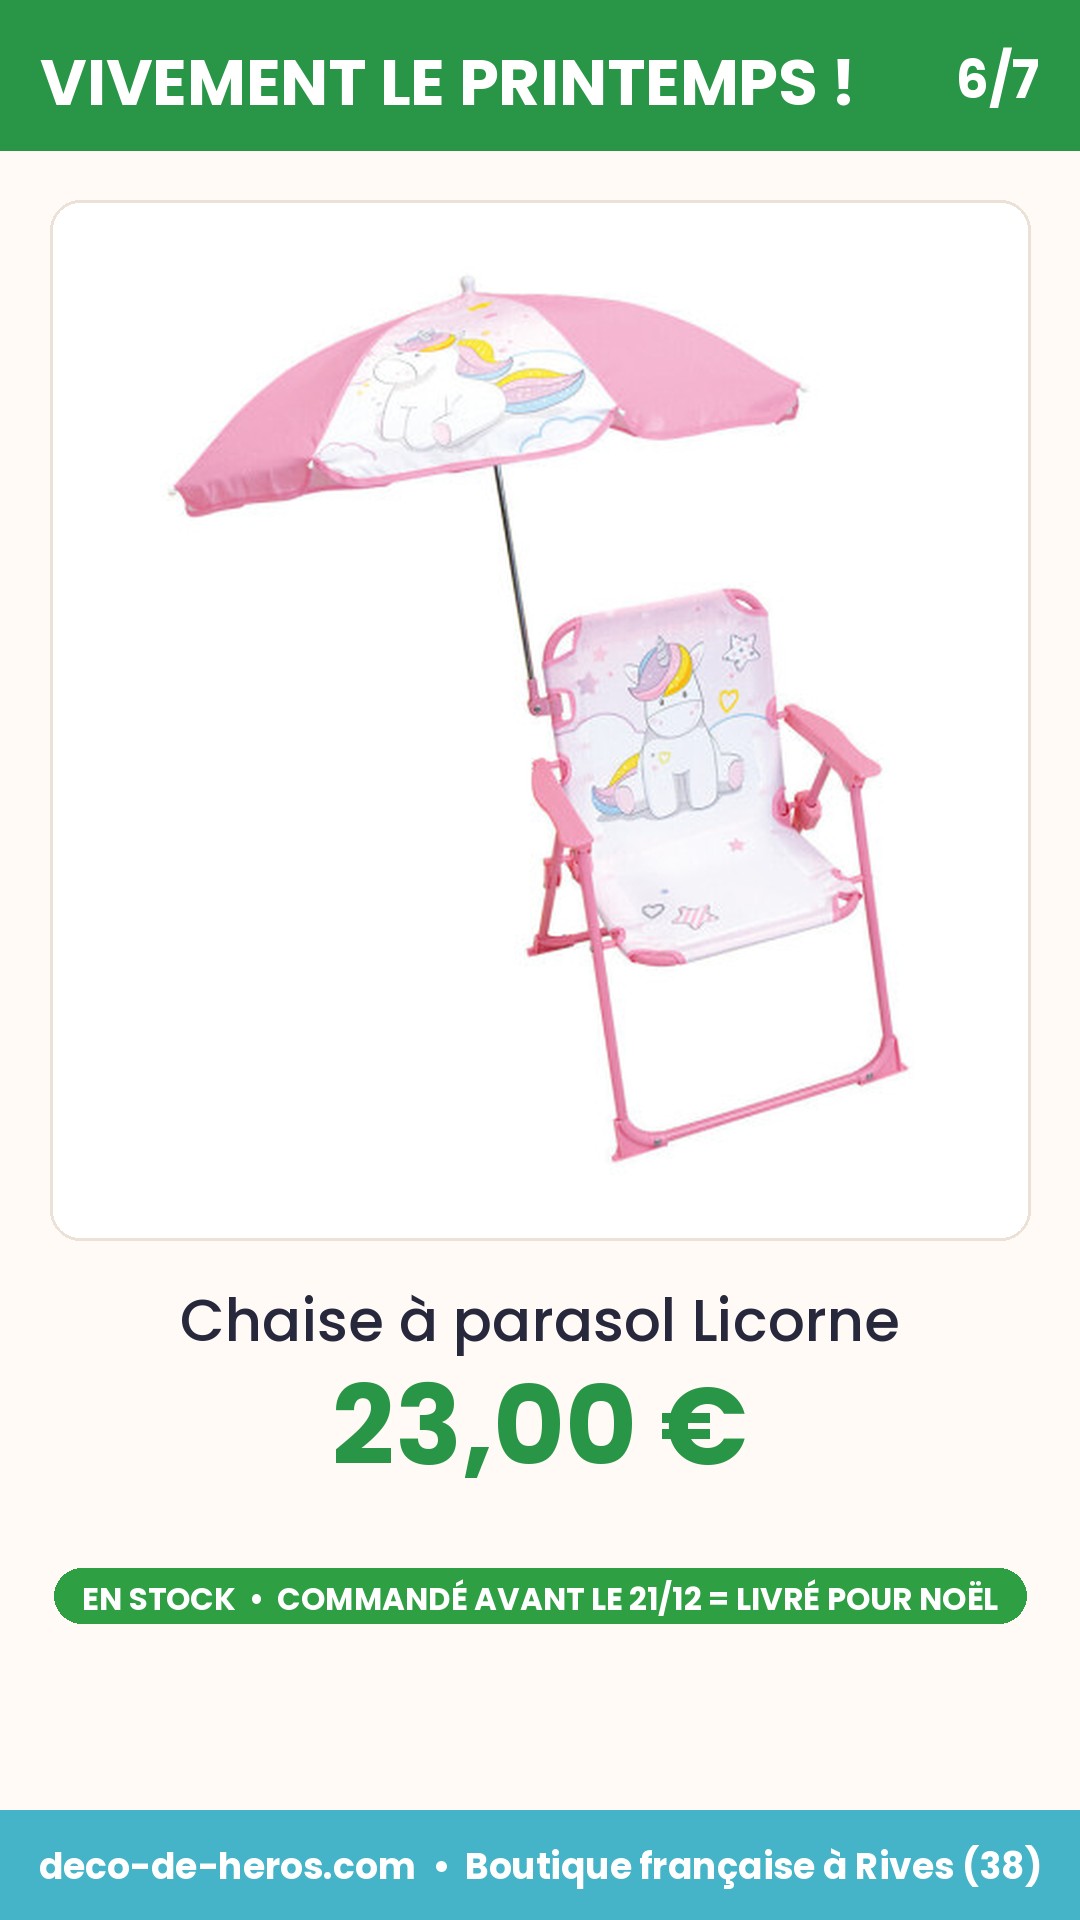 VIVEMENT LE PRINTEMPS !
6/7
Chaise à parasol Licorne
23,00 €
EN STOCK • COMMANDÉ AVANT LE 21/12 = LIVRÉ POUR NOËL
deco-de-heros.com • Boutique française à Rives (38)